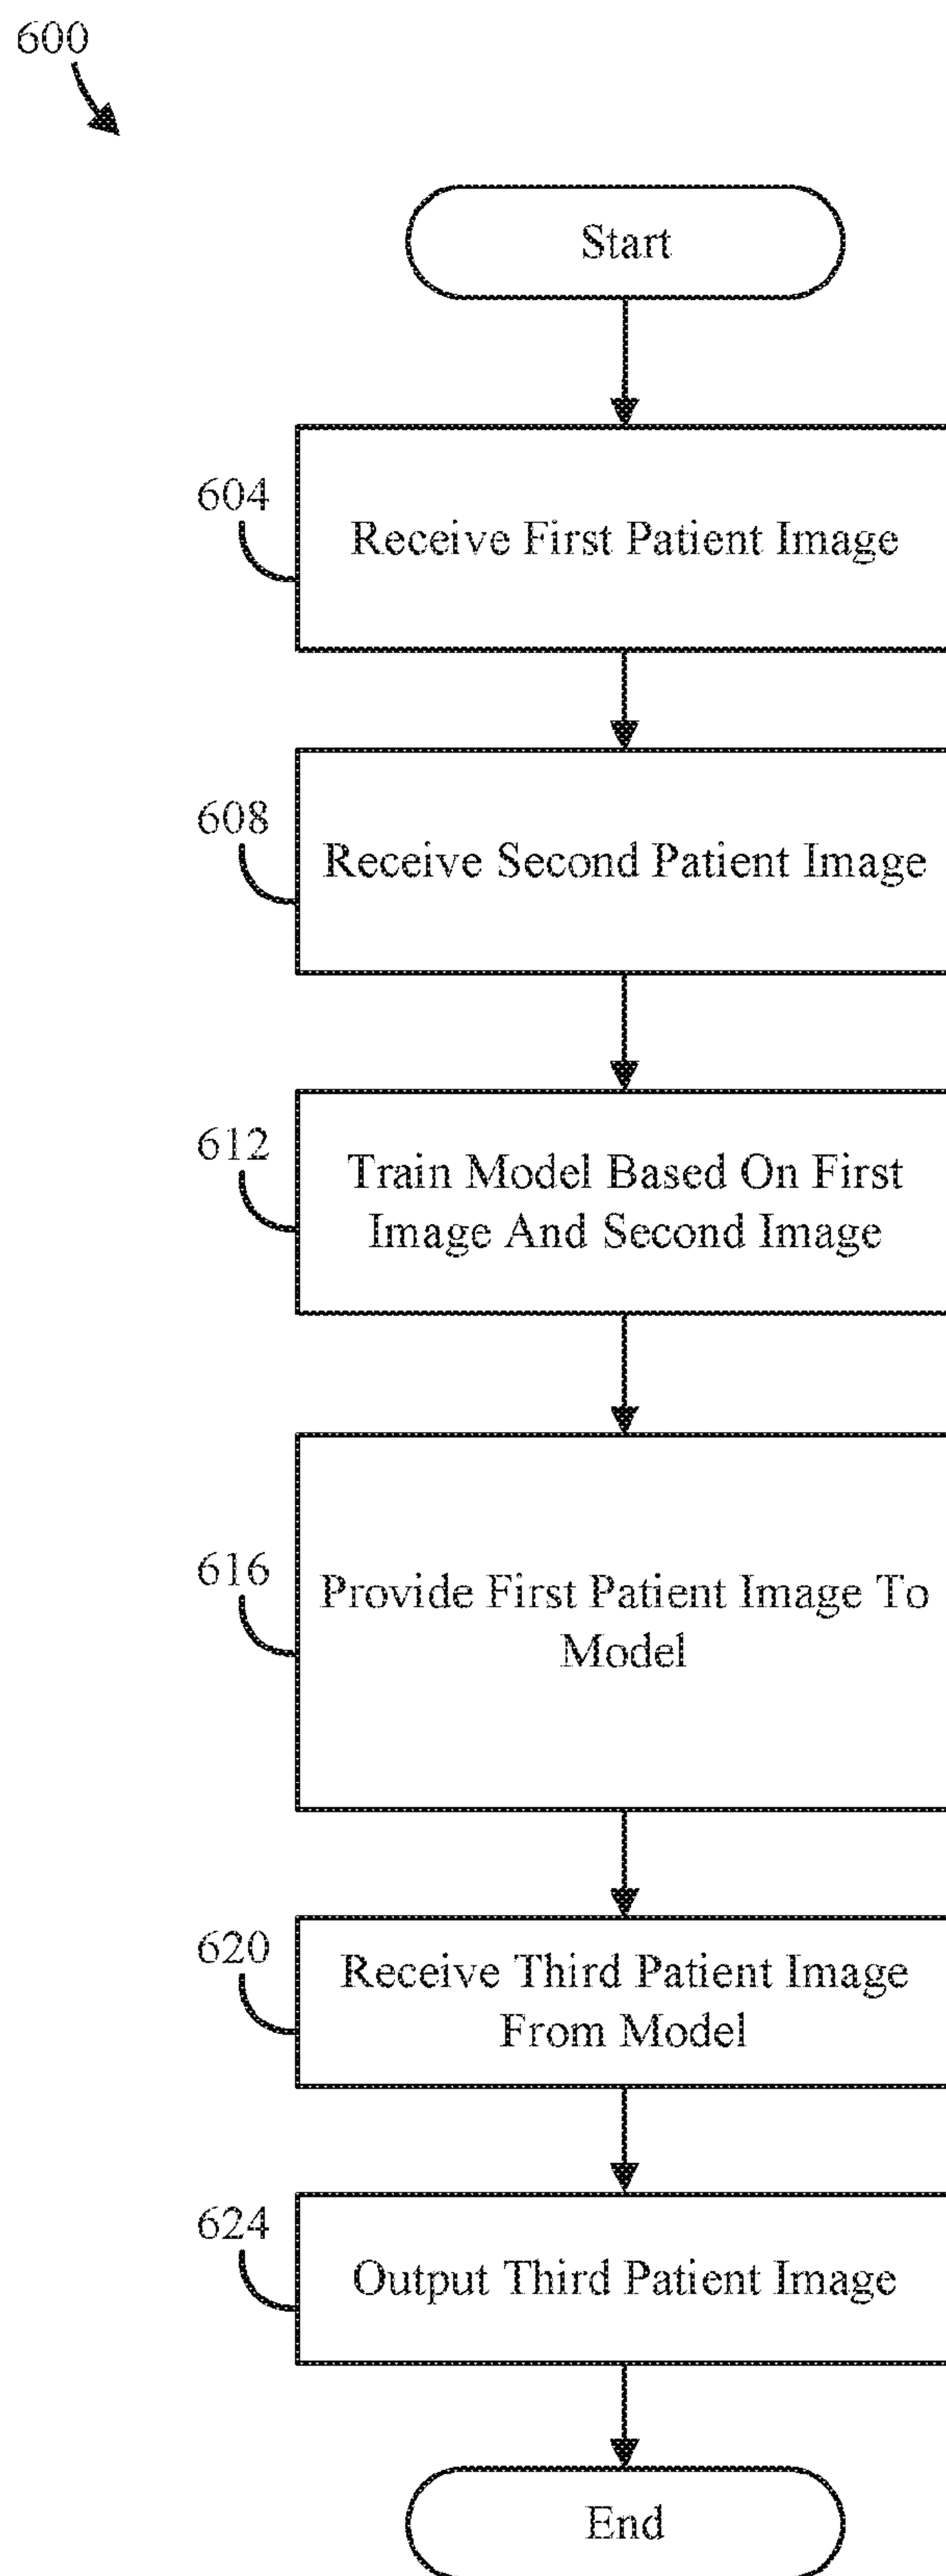 600
Start
604
Receive First Patient Image
608
Receive Second Patient Image
612
Train Model Based On First
Image And Second Image
616
Provide First Patient Image To
Model
620
Receive Third Patient Image
From Model
624
Output Third Patient Image
End